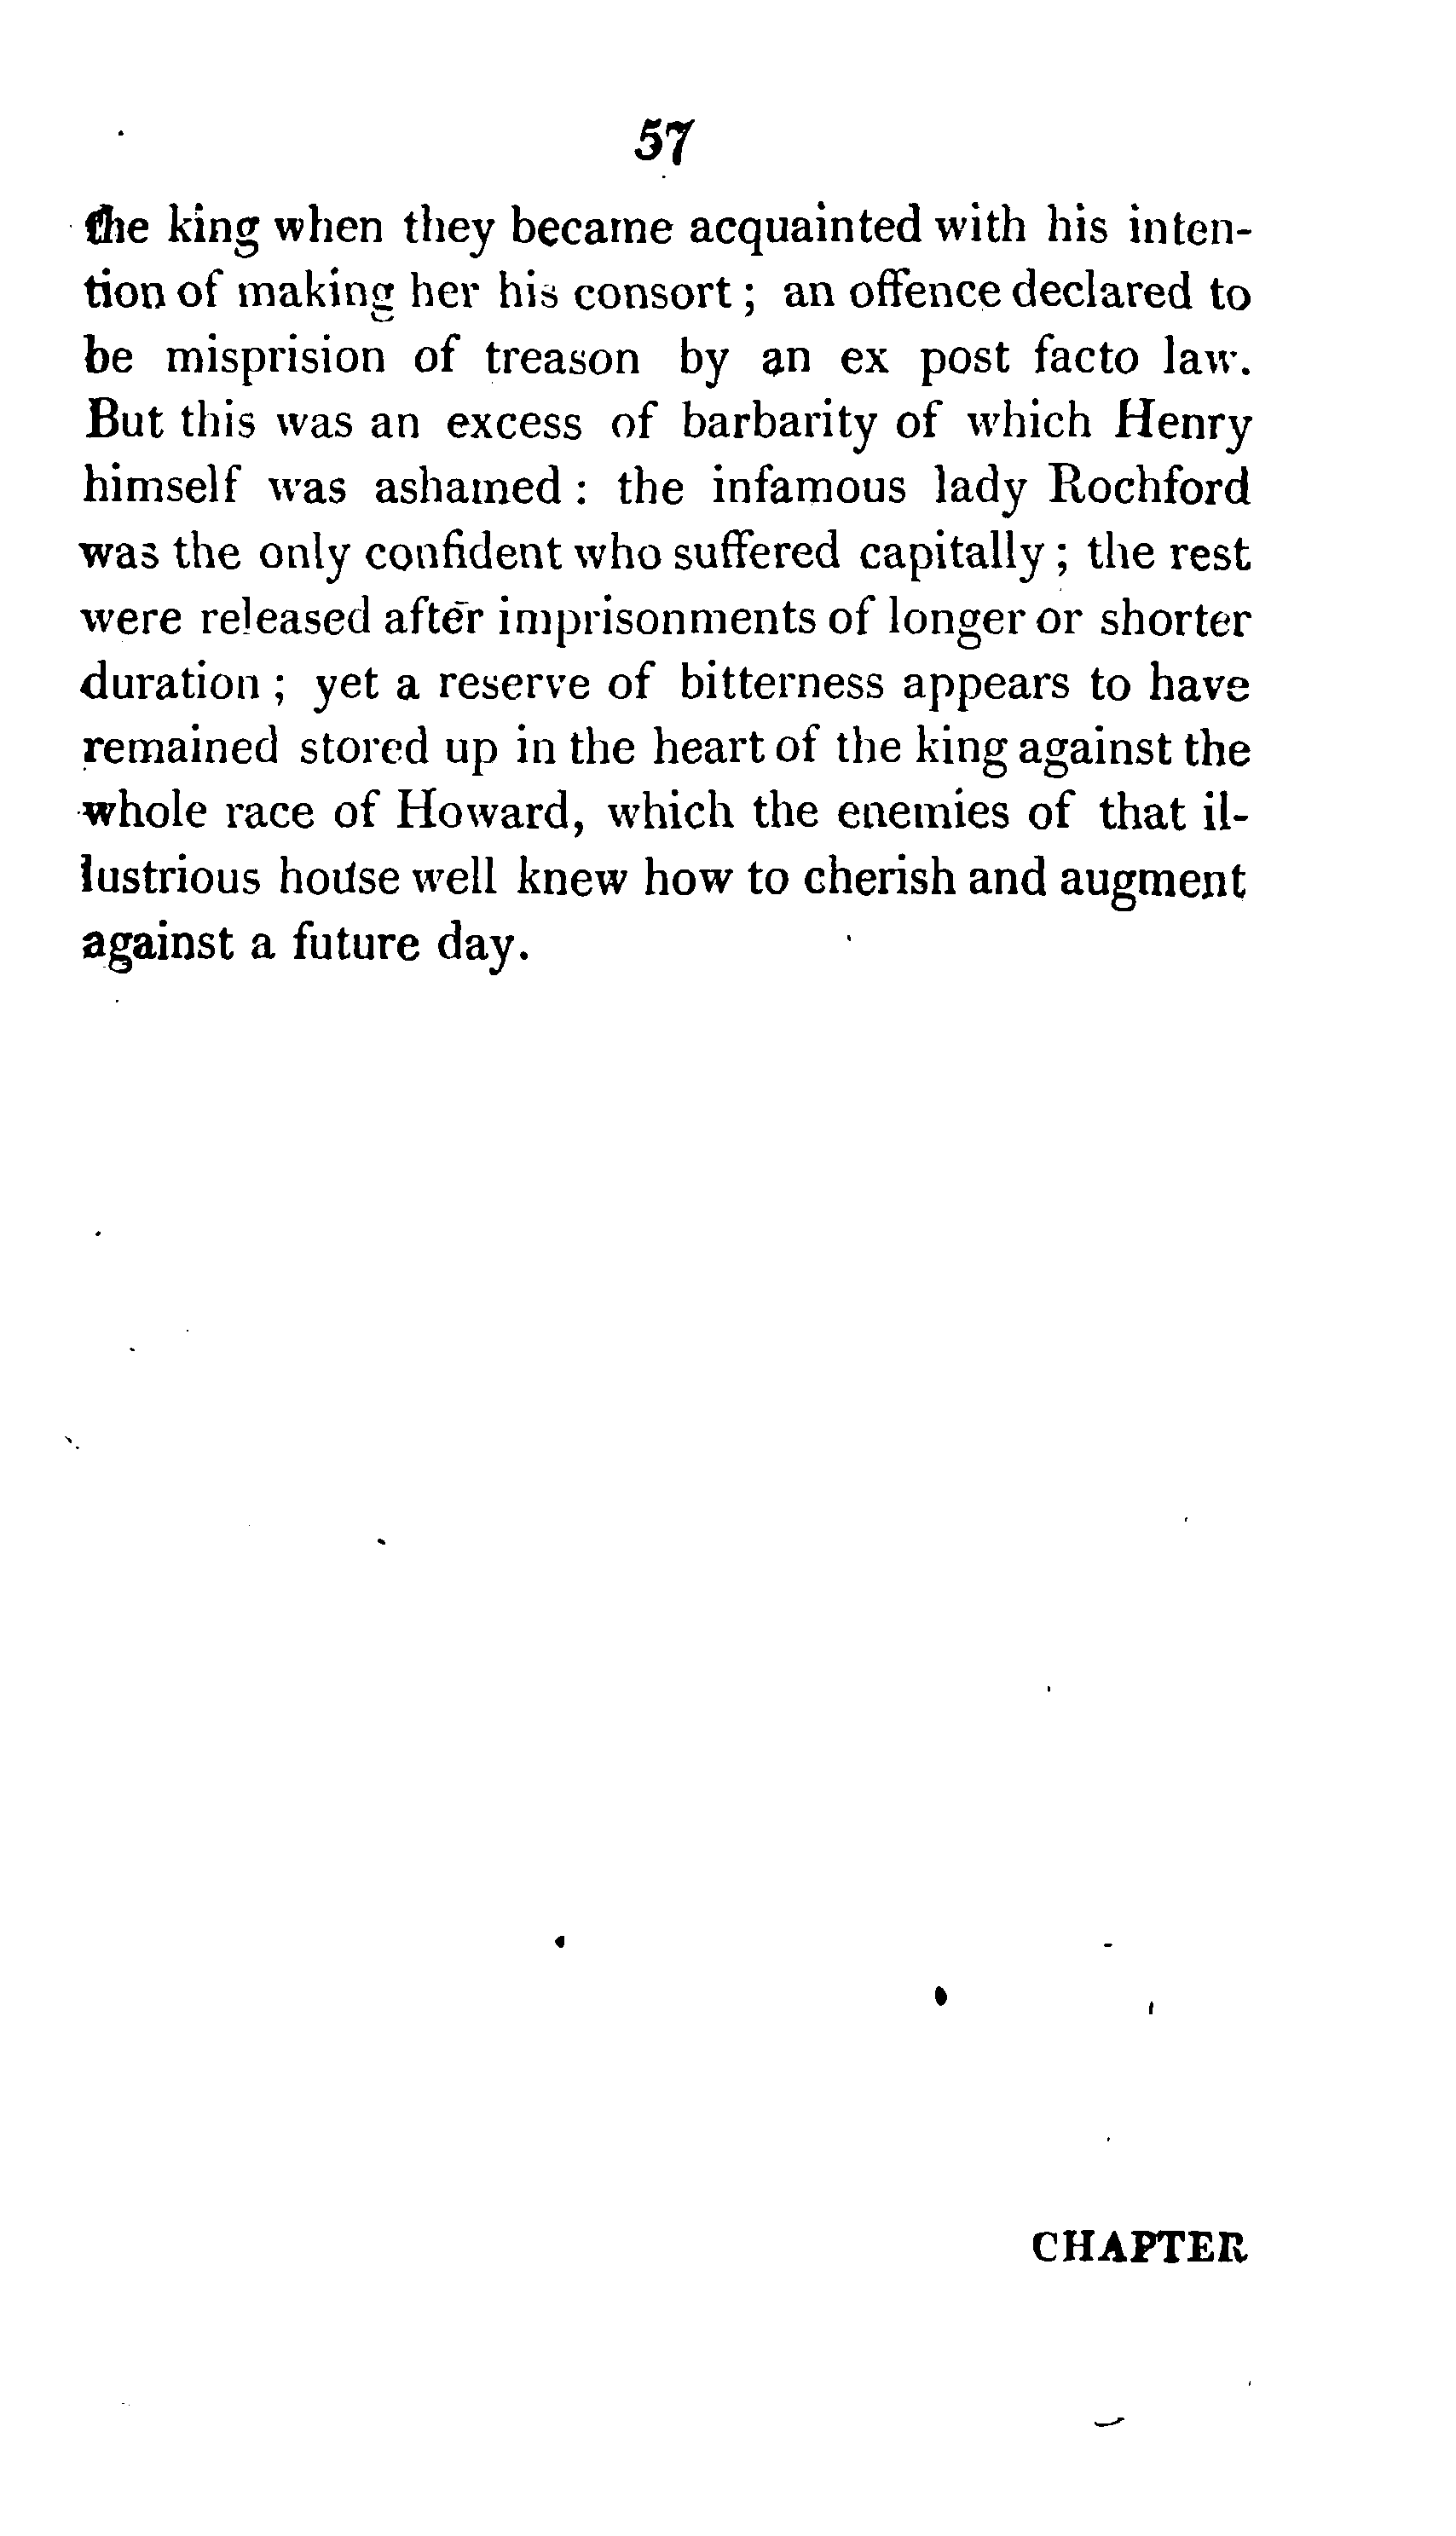 57
the king when they became acquainted with his inten-
tion of making her his consort ; an offence declared to
be misprision of treason by an ex post facto law.
But this was an excess of barbarity of which Henry
himself was ashamed : the infamous lady Rochford
was the only confident who suffered capitally ; the rest
were released after imprisonments of longer or shorter
duration ; yet a reserve of bitterness appears to have
remained stored up in the heart of the king against the
whole race of Howard, which the enemies of that il-
lustrious house well knew how to cherish and augment
against a future day.
CHAPTER